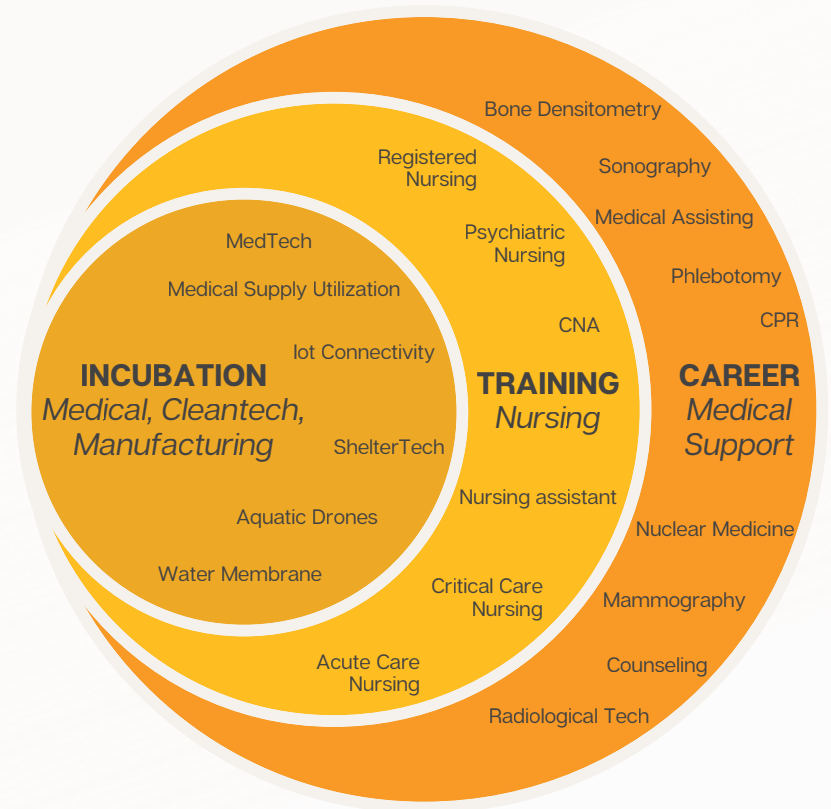 Bone Densitometry
Sonography
Medical Assisting
Phlebotomy
CPR
CAREER
Medical
Support
Nuclear Medicine
Mammography
Counseling
Radiological Tech
Registered
Nursing
Psychiatric
Nursing
CNA
TRAINING
Nursing
Nursing assistant
Critical Care
Nursing
Acute Care
Nursing
MedTech
Medical Supply Utilization
Iot Connectivity
INCUBATION
Medical, Cleantech,
Manufacturing
ShelterTech
Aquatic Drones
Water Membrane